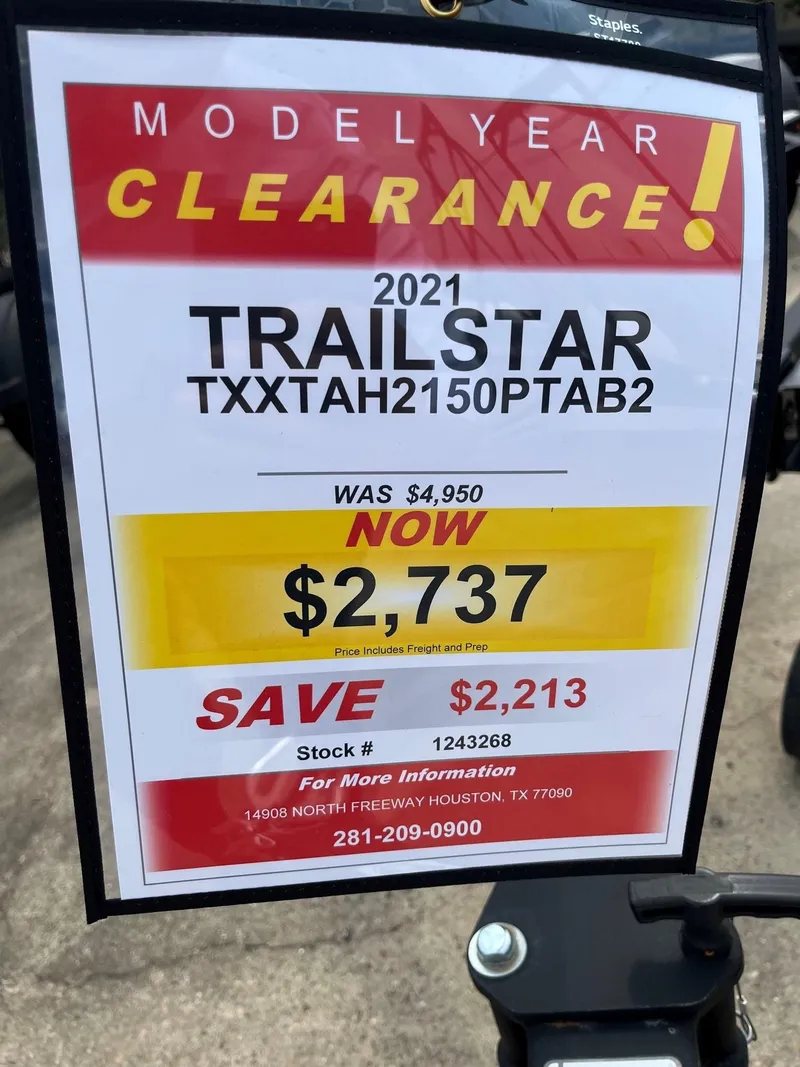 Staples.
MODEL YEAR
CLEARANCE!
2021
TRAILSTAR
TXXTAH2150PTAB2
WAS $4,950
NOW
$2,737
Price Includes Freight and Prep
SAVE $2,213
Stock # 1243268
For More Information
14908 NORTH FREEWAY HOUSTON, TX 77090
281-209-0900